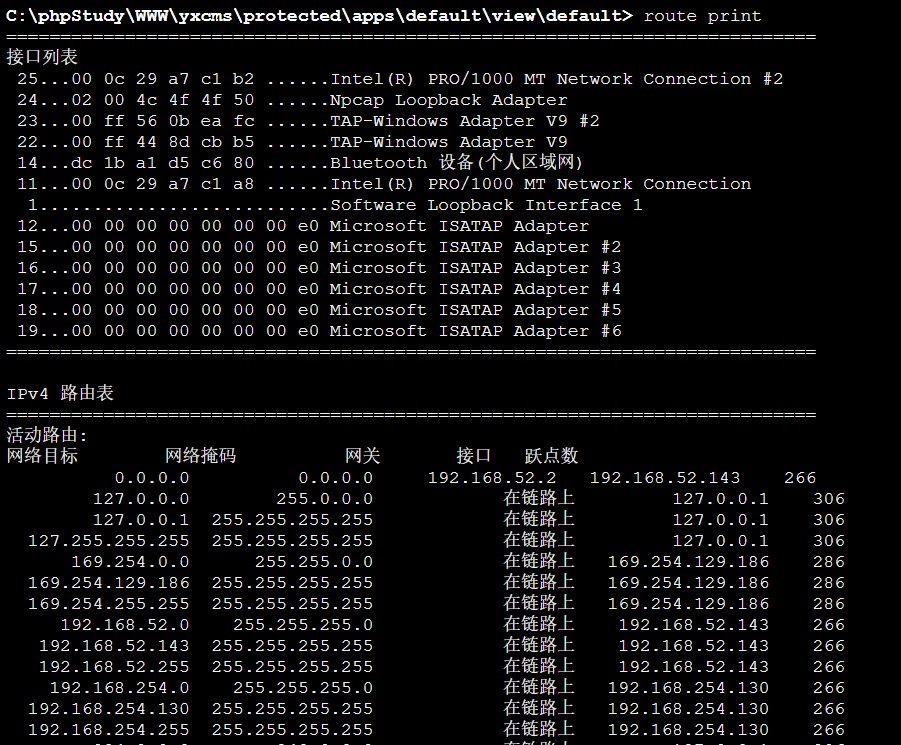 C:\phpStudy\WWW\yxcms\protected\apps\default\view\default> route print
===========================================================================
接口列表
25...00 0c 29 a7 c1 b2 ......Intel(R) PRO/1000 MT Network Connection #2
24...02 00 4c 4f 4f 50 ......Npcap Loopback Adapter
23...00 ff 56 0b ea fc ......TAP-Windows Adapter V9 #2
22...00 ff 44 8d cb b5 ......TAP-Windows Adapter V9
14...dc 1b a1 d5 c6 80 ......Bluetooth 设备(个人区域网)
11...00 0c 29 a7 c1 a8 ......Intel(R) PRO/1000 MT Network Connection
1...........................Software Loopback Interface 1
12...00 00 00 00 00 00 00 e0 Microsoft ISATAP Adapter
15...00 00 00 00 00 00 00 e0 Microsoft ISATAP Adapter #2
16...00 00 00 00 00 00 00 e0 Microsoft ISATAP Adapter #3
17...00 00 00 00 00 00 00 e0 Microsoft ISATAP Adapter #4
18...00 00 00 00 00 00 00 e0 Microsoft ISATAP Adapter #5
19...00 00 00 00 00 00 00 e0 Microsoft ISATAP Adapter #6
===========================================================================
IPv4 路由表
===========================================================================
活动路由:
网络目标 网络掩码 网关 接口 跃点数
0.0.0.0 0.0.0.0 192.168.52.2 192.168.52.143 266
127.0.0.0 255.0.0.0 在链路上 127.0.0.1 306
127.0.0.1 255.255.255.255 在链路上 127.0.0.1 306
127.255.255.255 255.255.255.255 在链路上 127.0.0.1 306
169.254.0.0 255.255.0.0 在链路上 169.254.129.186 286
169.254.129.186 255.255.255.255 在链路上 169.254.129.186 286
169.254.255.255 255.255.255.255 在链路上 169.254.129.186 286
192.168.52.0 255.255.255.0 在链路上 192.168.52.143 266
192.168.52.143 255.255.255.255 在链路上 192.168.52.143 266
192.168.52.255 255.255.255.255 在链路上 192.168.52.143 266
192.168.254.0 255.255.255.0 在链路上 192.168.254.130 266
192.168.254.130 255.255.255.255 在链路上 192.168.254.130 266
192.168.254.255 255.255.255.255 在链路上 192.168.254.130 266